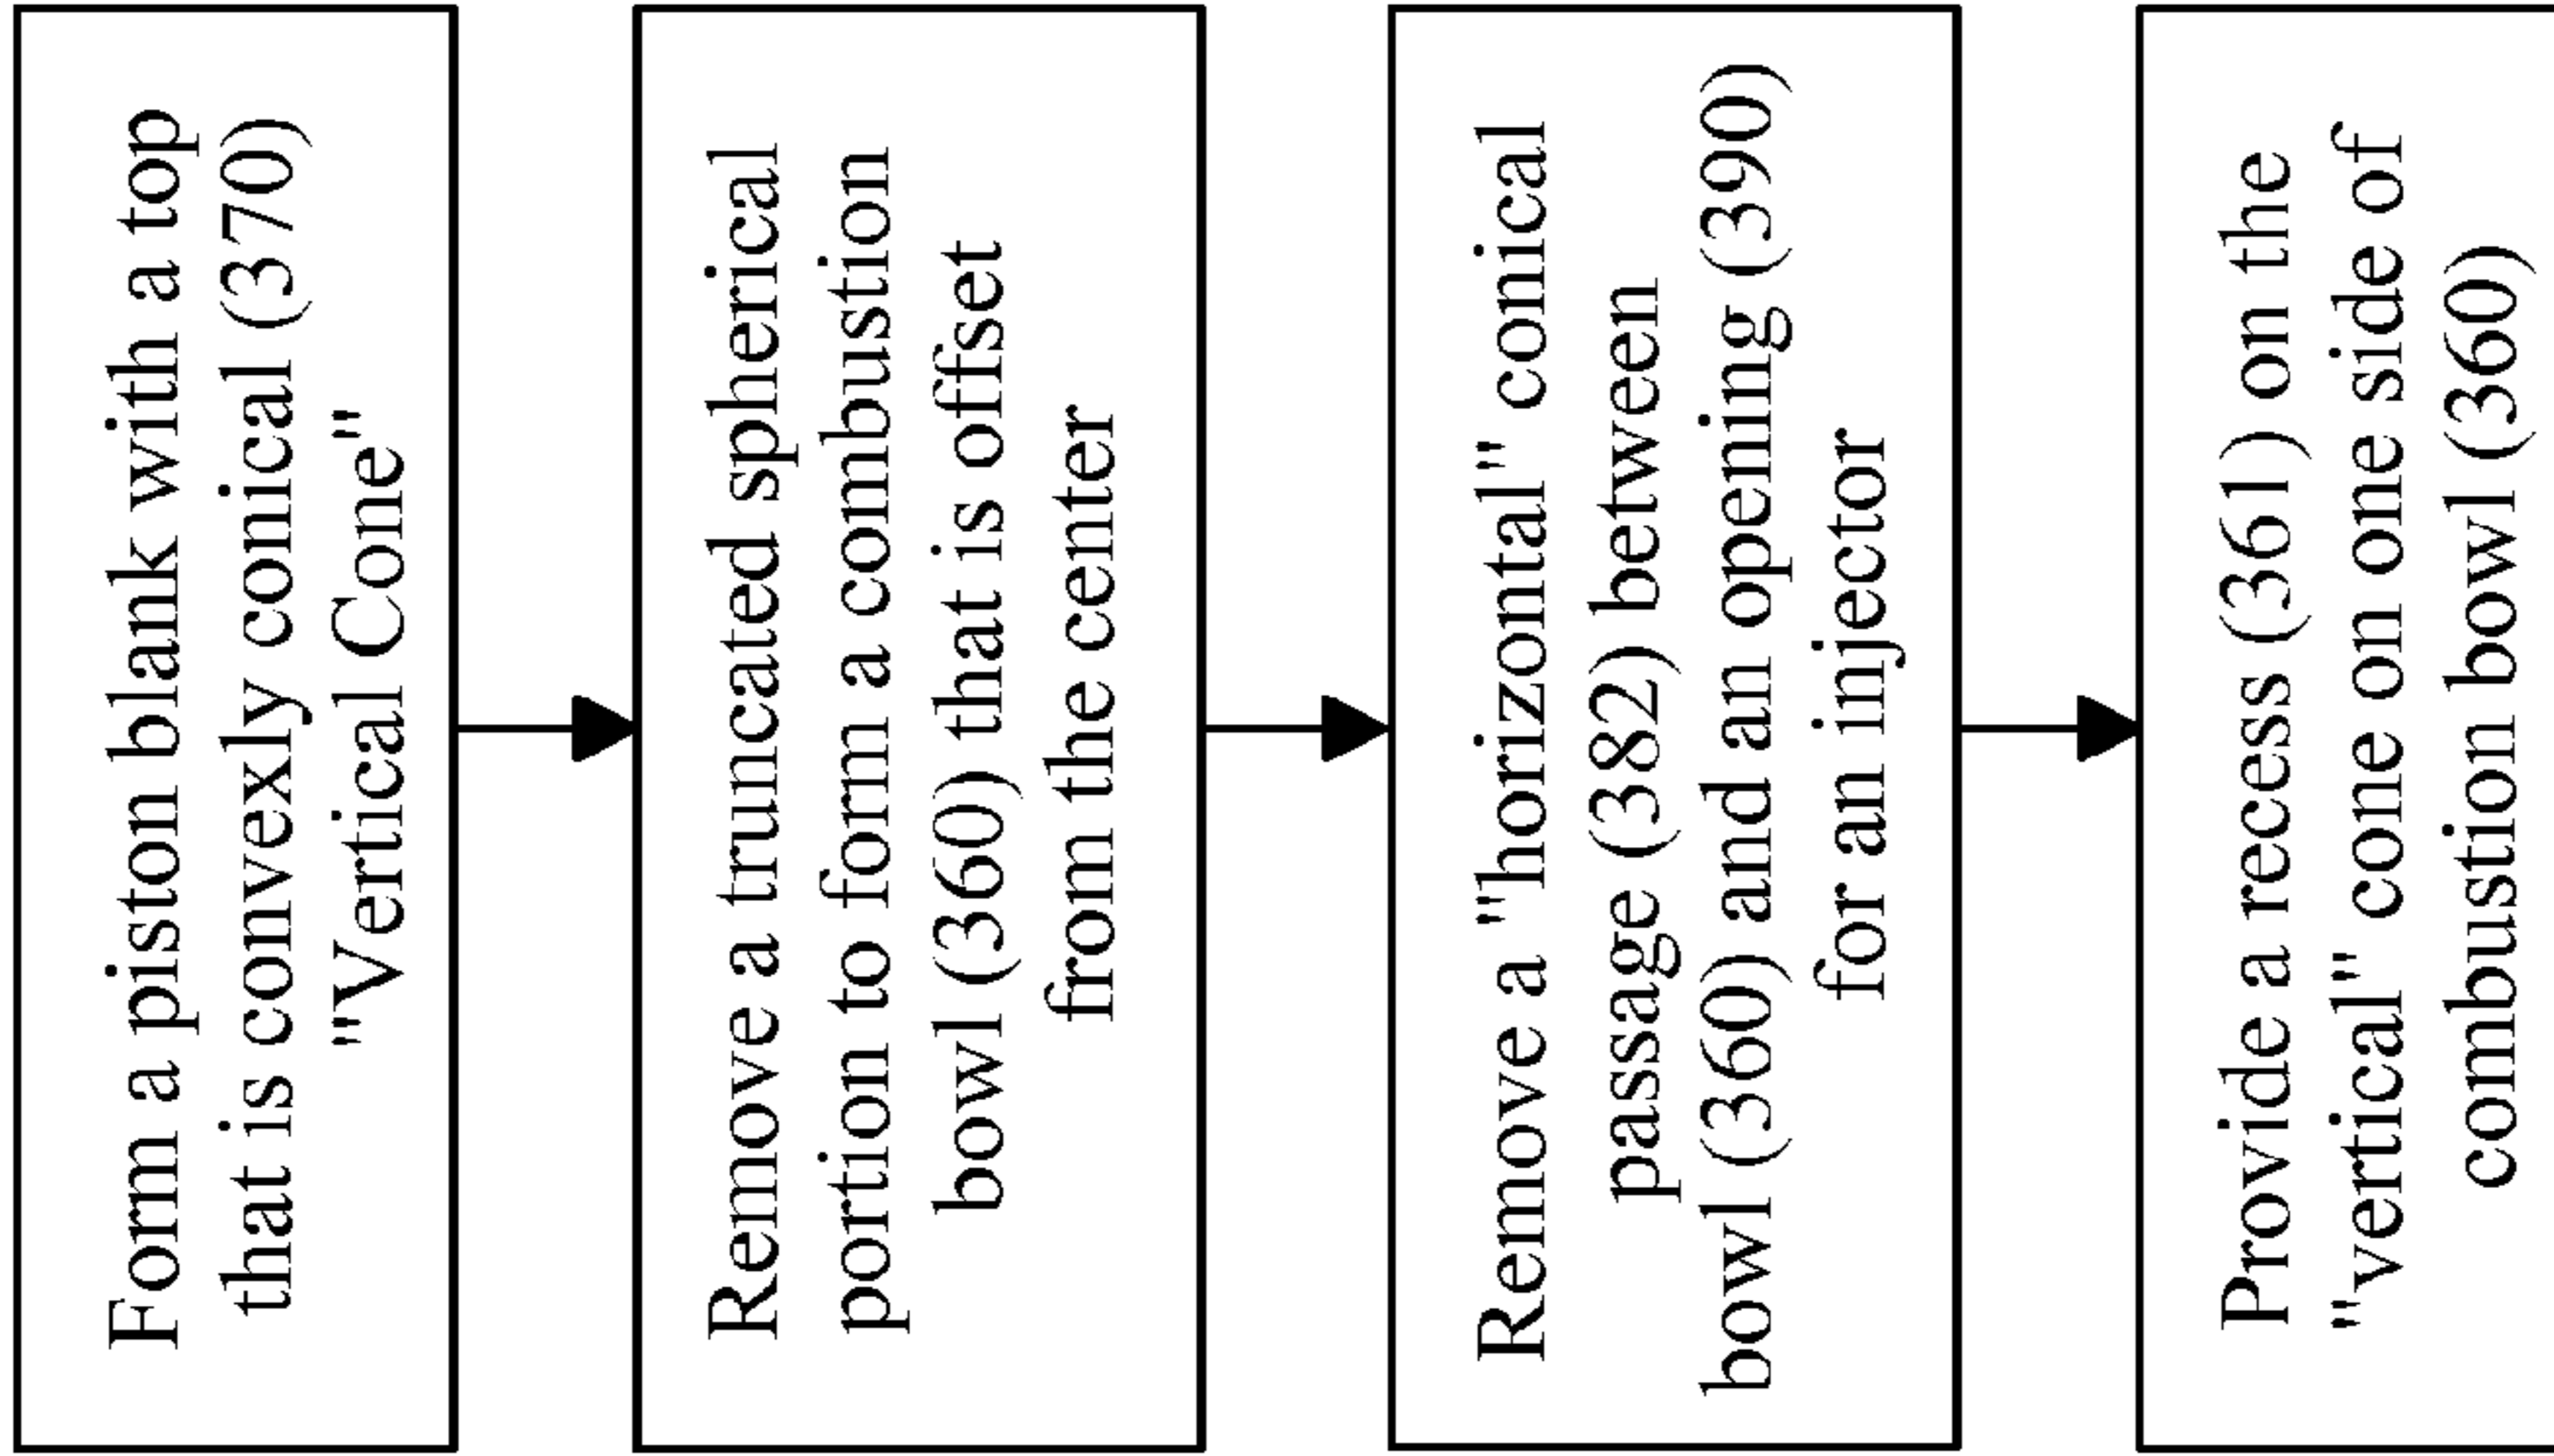 Form a piston blank with a top
that is convexly conical (370)
"Vertical Cone"
Remove a truncated spherical
portion to form a combustion
bowl (360) that is offset
from the center
Remove a "horizontal" conical
passage (382) between
bowl (360) and an opening (390)
for an injector
Provide a recess (361) on the
"vertical" cone on one side of
combustion bowl (360)